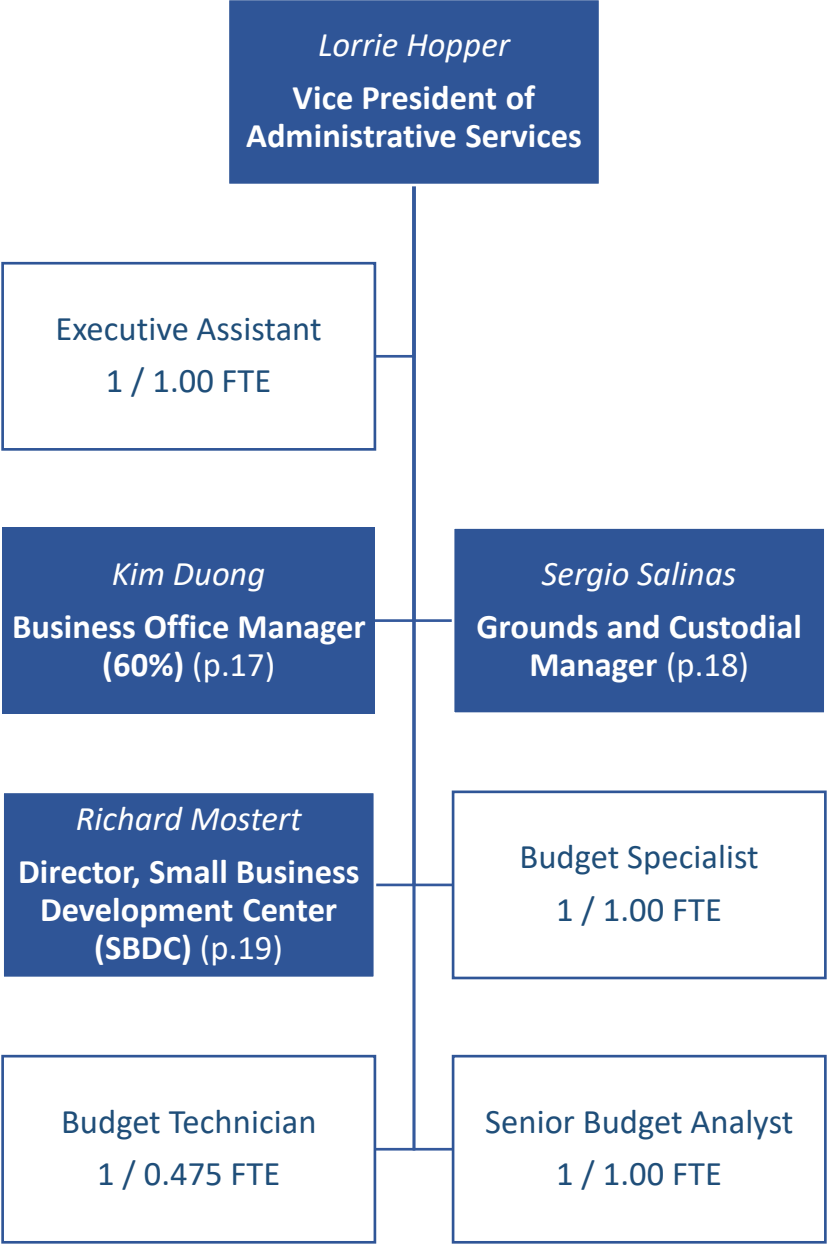 Lorrie Hopper
Vice President of
Administrative Services
Executive Assistant
1 / 1.00 FTE
Kim Duong
Business Office Manager
(60%) (p.17)
Sergio Salinas
Grounds and Custodial
Manager (p.18)
Richard Mostert
Director, Small Business
Development Center
(SBDC) (p.19)
Budget Specialist
1 / 1.00 FTE
Budget Technician
1 / 0.475 FTE
Senior Budget Analyst
1 / 1.00 FTE